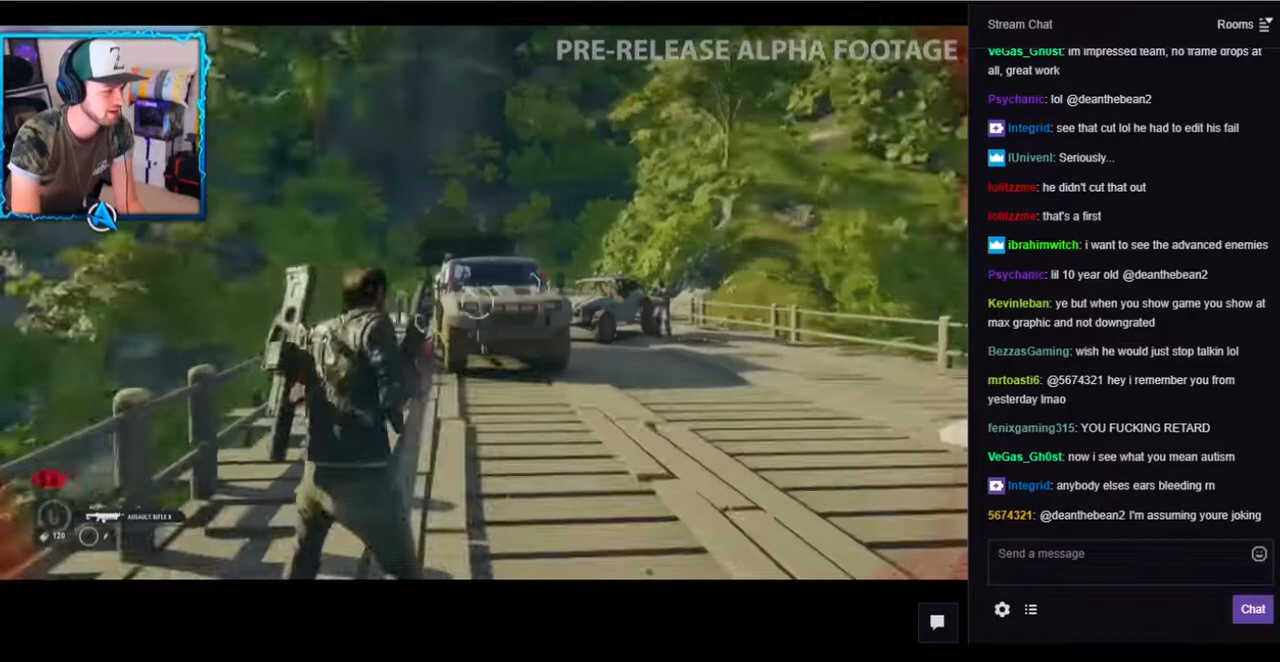 PRE-RELEASE ALPHA FOOTAGE
Z
120
ASSAULT RIFLE
Stream Chat
Rooms
VeGas_Gh0st: im impressed team, no frame drops at
all, great work
Psychanic: lol @deanthebean2
Integrid: see that cut lol he had to edit his fail
IUnivenI: Seriously...
lolitzzme: he didn't cut that out
lolitzzme: that's a first
ibrahimwitch: i want to see the advanced enemies
Psychanic: lil 10 year old @deanthebean2
Kevinleban: ye but when you show game you show at
max graphic and not downgrated
BezzasGaming: wish he would just stop talkin lol
mrtoasti6: @5674321 hey i remember you from
yesterday lmao
fenixgaming315: YOU FUCKING RETARD
VeGas_Gh0st: now i see what you mean autism
Integrid: anybody elses ears bleeding rn
5674321: @deanthebean2 I'm assuming youre joking
Send a message
Chat